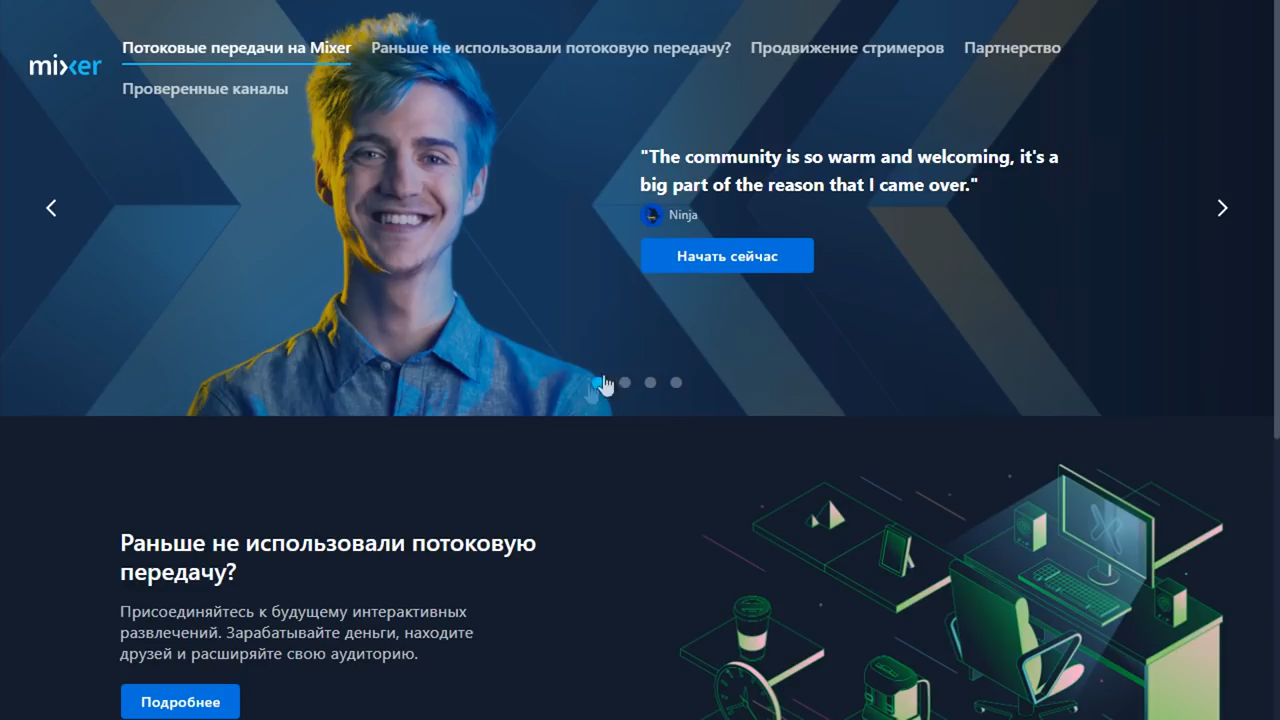 mixer
Потоковые передачи на Mixer
Раньше не использовали потоковую передачу?
Продвижение стримеров
Партнерство
Проверенные каналы
"The community is so warm and welcoming, it's a
big part of the reason that I came over."
Ninja
Начать сейчас
Раньше не использовали потоковую
передачу?
Присоединяйтесь к будущему интерактивных
развлечений. Зарабатывайте деньги, находите
друзей и расширяйте свою аудиторию.
Подробнее